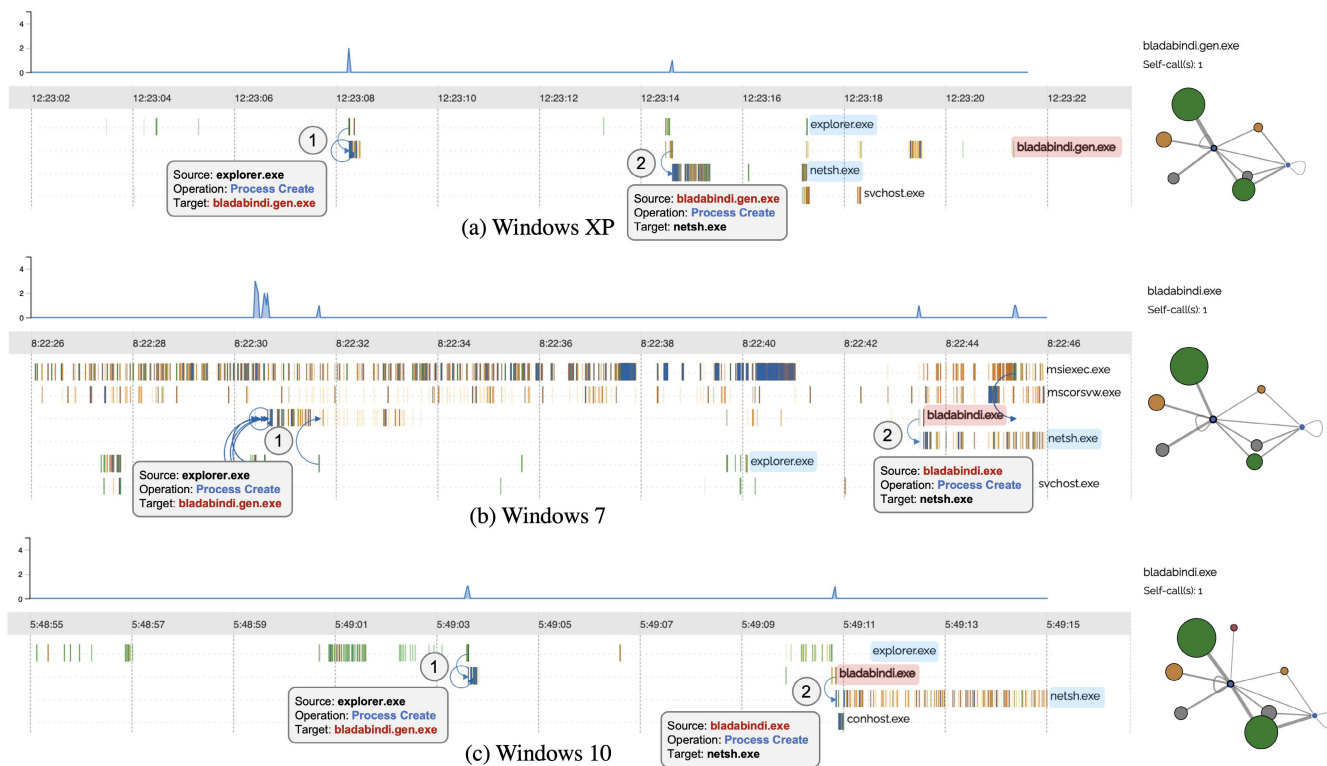 4
2
0
12:23:02 12:23:04 12:23:06 12:23:08 12:23:10 12:23:12 12:23:14 12:23:16 12:23:18 12:23:20 12:23:22
explorer.exe
1
bladabindi.gen.exe
2
netsh.exe
svchost.exe
Source: explorer.exe
Operation: Process Create
Target: bladabindi.gen.exe
Source: bladabindi.gen.exe
Operation: Process Create
Target: netsh.exe
bladabindi.gen.exe
Self-call(s): 1
(a) Windows XP
4
2
0
8:22:26 8:22:28 8:22:30 8:22:32 8:22:34 8:22:36 8:22:38 8:22:40 8:22:42 8:22:44 8:22:46
msiexec.exe
mscorsvw.exe
bladabindi.exe
1
2
netsh.exe
explorer.exe
svchost.exe
Source: explorer.exe
Operation: Process Create
Target: bladabindi.gen.exe
Source: bladabindi.exe
Operation: Process Create
Target: netsh.exe
bladabindi.exe
Self-call(s): 1
(b) Windows 7
4
2
0
5:48:55 5:48:57 5:48:59 5:49:01 5:49:03 5:49:05 5:49:07 5:49:09 5:49:11 5:49:13 5:49:15
explorer.exe
1
bladabindi.exe
2
netsh.exe
conhost.exe
Source: explorer.exe
Operation: Process Create
Target: bladabindi.gen.exe
Source: bladabindi.exe
Operation: Process Create
Target: netsh.exe
bladabindi.exe
Self-call(s): 1
(c) Windows 10